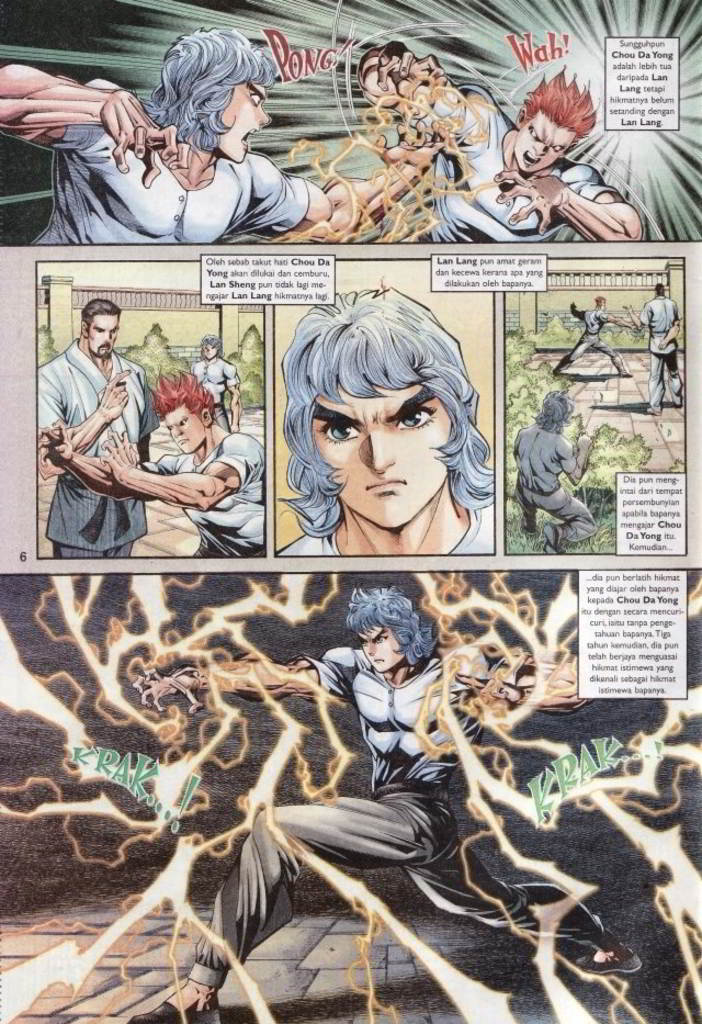 PONG
Wah!
Sungguhpun
Chou Da Yong
adalah lebih tua
daripada Lan
Lang tetapi
hikmatnya belum
setanding dengan
Lan Lang.
Oleh sebab takut hati Chou Da
Yong akan dilukai dan cemburu,
Lan Sheng pun tidak lagi me-
ngajar Lan Lang hikmatnya lagi.
Lan Lang pun amat geram
dan kecewa kerana apa yang
dilakukan oleh bapanya.
Dia pun meng-
intai dari tempat
persembunyian
apabila bapanya
mengajar Chou
Da Yong itu.
Kemudian...
6
...dia pun berlatih hikmat
yang diajar oleh bapanya
kepada Chou Da Yong
itu dengan secara mencuri-
curi, iaitu tanpa penge-
tahuan bapanya. Tiga
tahun kemudian, dia pun
telah berjaya menguasai
hikmat istimewa yang
dikenali sebagai hikmat
istimewa bapanya.
KRAK....!
KRAK....!